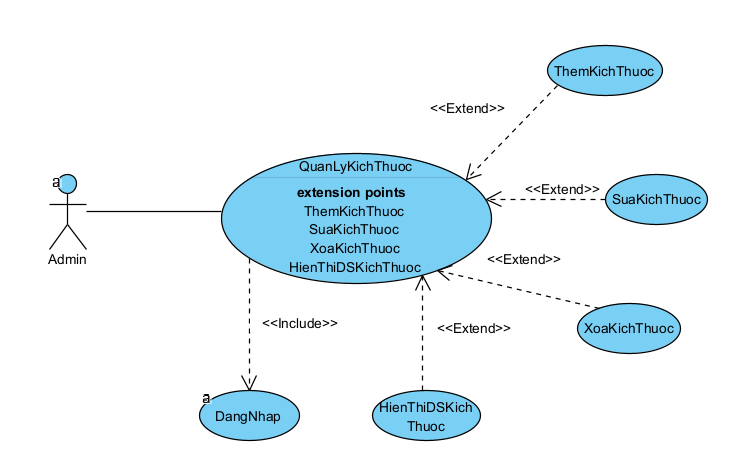 ThemKichThuoc
<<Extend>>
QuanLyKichThuoc
a
extension points
<<Extend>>
SuaKichThuoc
ThemKichThuoc
SuaKichThuoc
XoaKichThuoc
Admin
HienThiDSKichThuoc
<<Extend>>
<<Include>>
<<Extend>>
XoaKichThuoc
a
DangNhap
HienThiDSKich
Thuoc